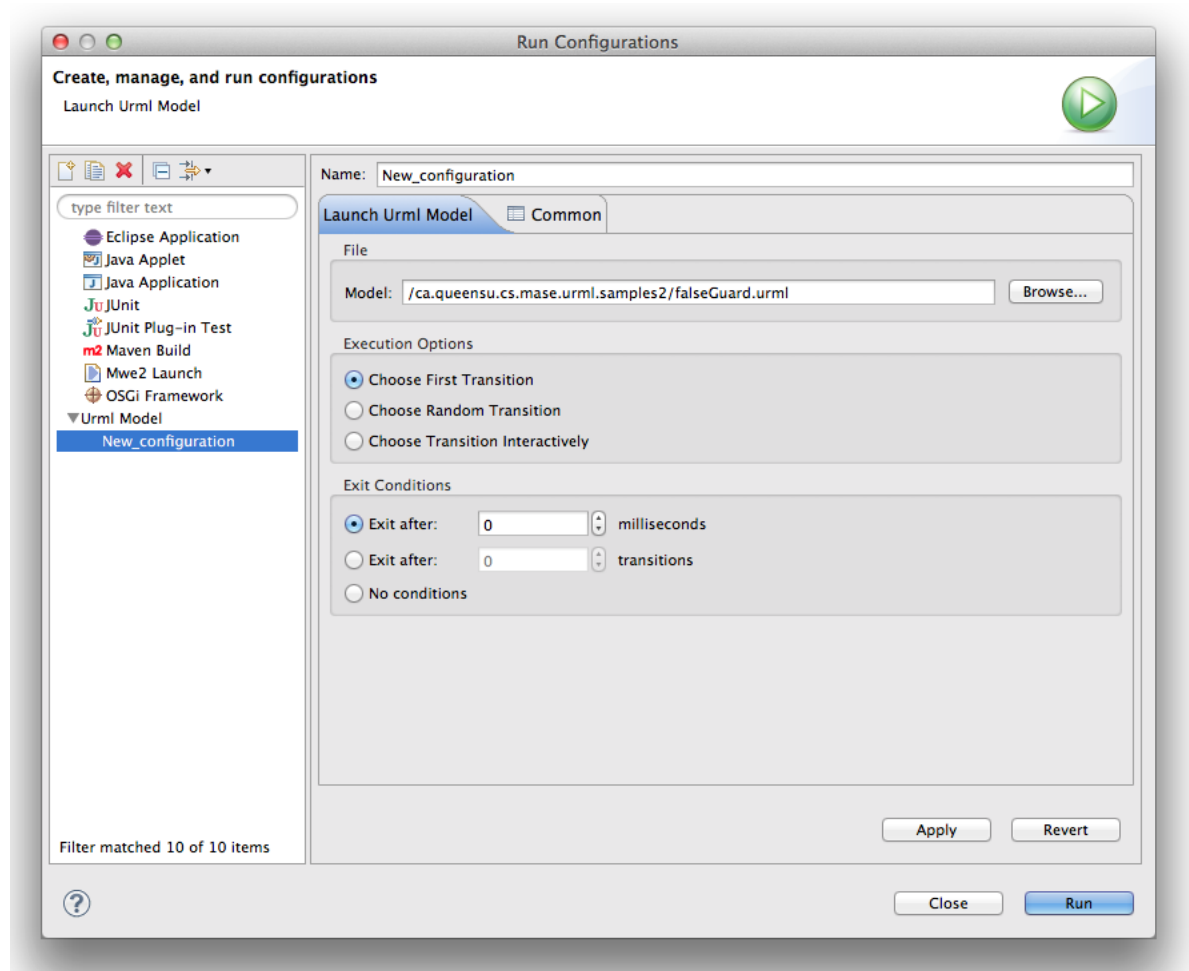 Run Configurations
Create, manage, and run configurations
Launch Urml Model
Name: New_configuration
type filter text
Launch Urml Model
Common
Eclipse Application
Java Applet
Java Application
JUnit
JUnit Plug-in Test
m2 Maven Build
Mwe2 Launch
OSGi Framework
Urml Model
New_configuration
Filter matched 10 of 10 items
File
Model: /ca.queensu.cs.mase.urml.samples2/falseGuard.urml
Browse...
Execution Options
Choose First Transition
Choose Random Transition
Choose Transition Interactively
Exit Conditions
Exit after: 0 milliseconds
Exit after: 0 transitions
No conditions
Apply
Revert
?
Close
Run